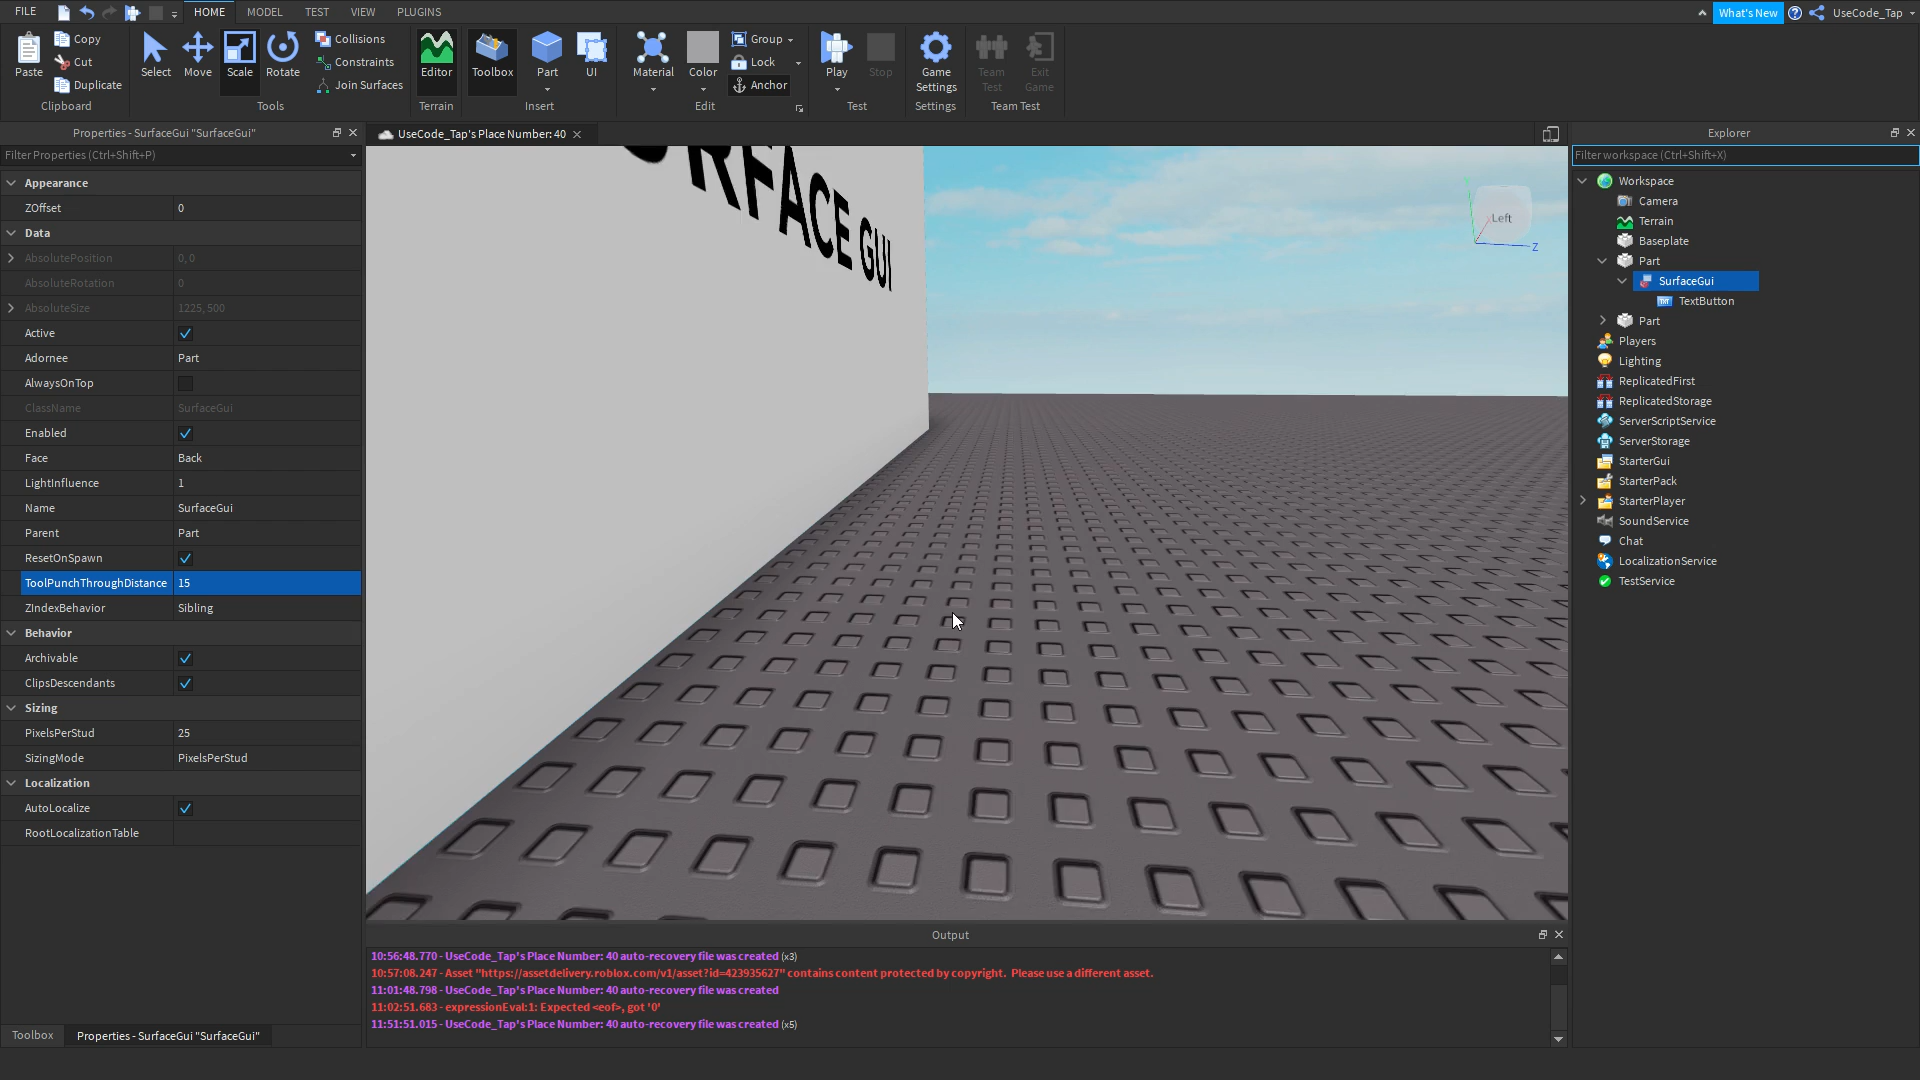 FILE HOME MODEL TEST VIEW PLUGINS What's New UseCode_Tap
Paste Copy Cut Duplicate Clipboard
Select Move Scale Rotate Collisions Constraints Join Surfaces Tools
Editor Terrain
Toolbox Part UI Insert
Material Color Group Lock Anchor Edit
Play Stop Test
Game Settings Settings
Team Test Exit Game Team Test
Properties - SurfaceGui "SurfaceGui"
Filter Properties (Ctrl+Shift+P)
Appearance
ZOffset 0
Data
AbsolutePosition 0, 0
AbsoluteRotation 0
AbsoluteSize 1225, 500
Active
Adornee Part
AlwaysOnTop
ClassName SurfaceGui
Enabled
Face Back
LightInfluence 1
Name SurfaceGui
Parent Part
ResetOnSpawn
ToolPunchThroughDistance 15
ZIndexBehavior Sibling
Behavior
Archivable
ClipsDescendants
Sizing
PixelsPerStud 25
SizingMode PixelsPerStud
Localization
AutoLocalize
RootLocalizationTable
Toolbox Properties - SurfaceGui "SurfaceGui"
UseCode_Tap's Place Number: 40
RFACE GUI
Left
Z
Output
10:56:48.770 - UseCode_Tap's Place Number: 40 auto-recovery file was created (x3)
10:57:08.247 - Asset "https://assetdelivery.roblox.com/v1/asset?id=423935627" contains content protected by copyright. Please use a different asset.
11:01:48.798 - UseCode_Tap's Place Number: 40 auto-recovery file was created
11:02:51.683 - expressionEval:1: Expected <eof>, got '0'
11:51:51.015 - UseCode_Tap's Place Number: 40 auto-recovery file was created (x5)
Explorer
Filter workspace (Ctrl+Shift+X)
Workspace
Camera
Terrain
Baseplate
Part
SurfaceGui
TextButton
Part
Players
Lighting
ReplicatedFirst
ReplicatedStorage
ServerScriptService
ServerStorage
StarterGui
StarterPack
StarterPlayer
SoundService
Chat
LocalizationService
TestService